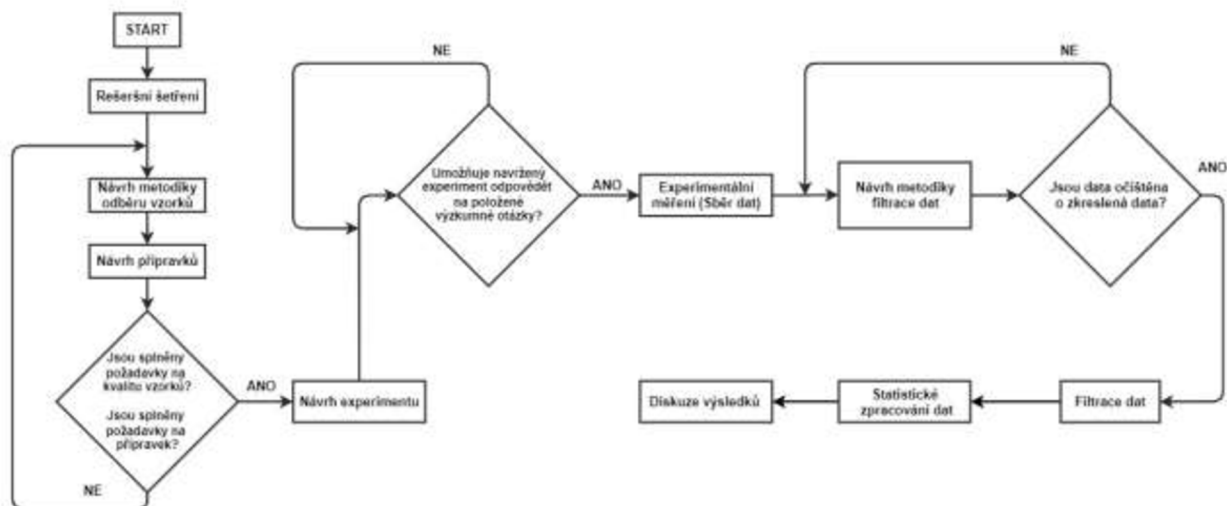 START
Rešeršní šetření
Návrh metodiky
odběru vzorků
Návrh přípravků
Jsou splněny
požadavky na
kvalitu vzorků?
Jsou splněny
požadavky na
přípravek?
NE
ANO
Návrh experimentu
NE
Umožňuje navržený
experiment odpovědět
na položené
výzkumné otázky?
ANO
Experimentální
měření (Sběr dat)
Návrh metodiky
filtrace dat
NE
Jsou data očištěna
o zkreslená data?
ANO
Filtrace dat
Statistické
zpracování dat
Diskuze výsledků